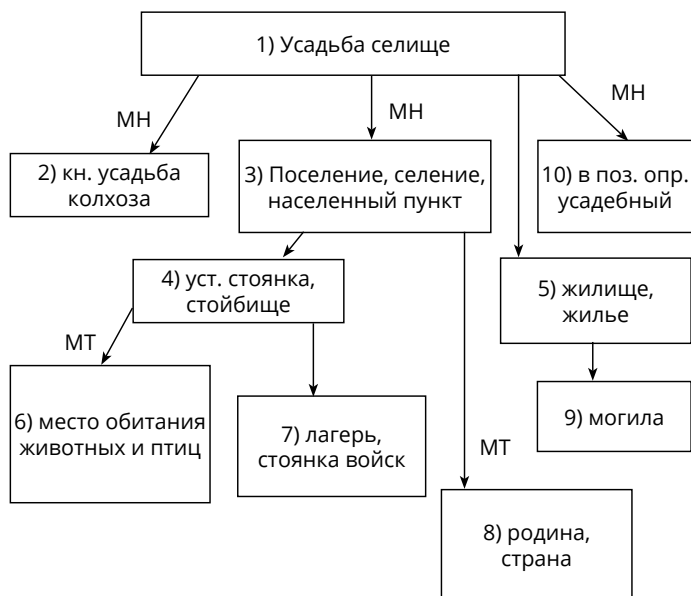 1) Усадьба селище
МН
МН
МН
2) кн. усадьба
колхоза
3) Поселение, селение,
населенный пункт
10) в поз. опр.
усадебный
4) уст. стоянка,
стойбище
5) жилище,
жилье
МТ
6) место обитания
животных и птиц
7) лагерь,
стоянка войск
МТ
9) могила
8) родина,
страна